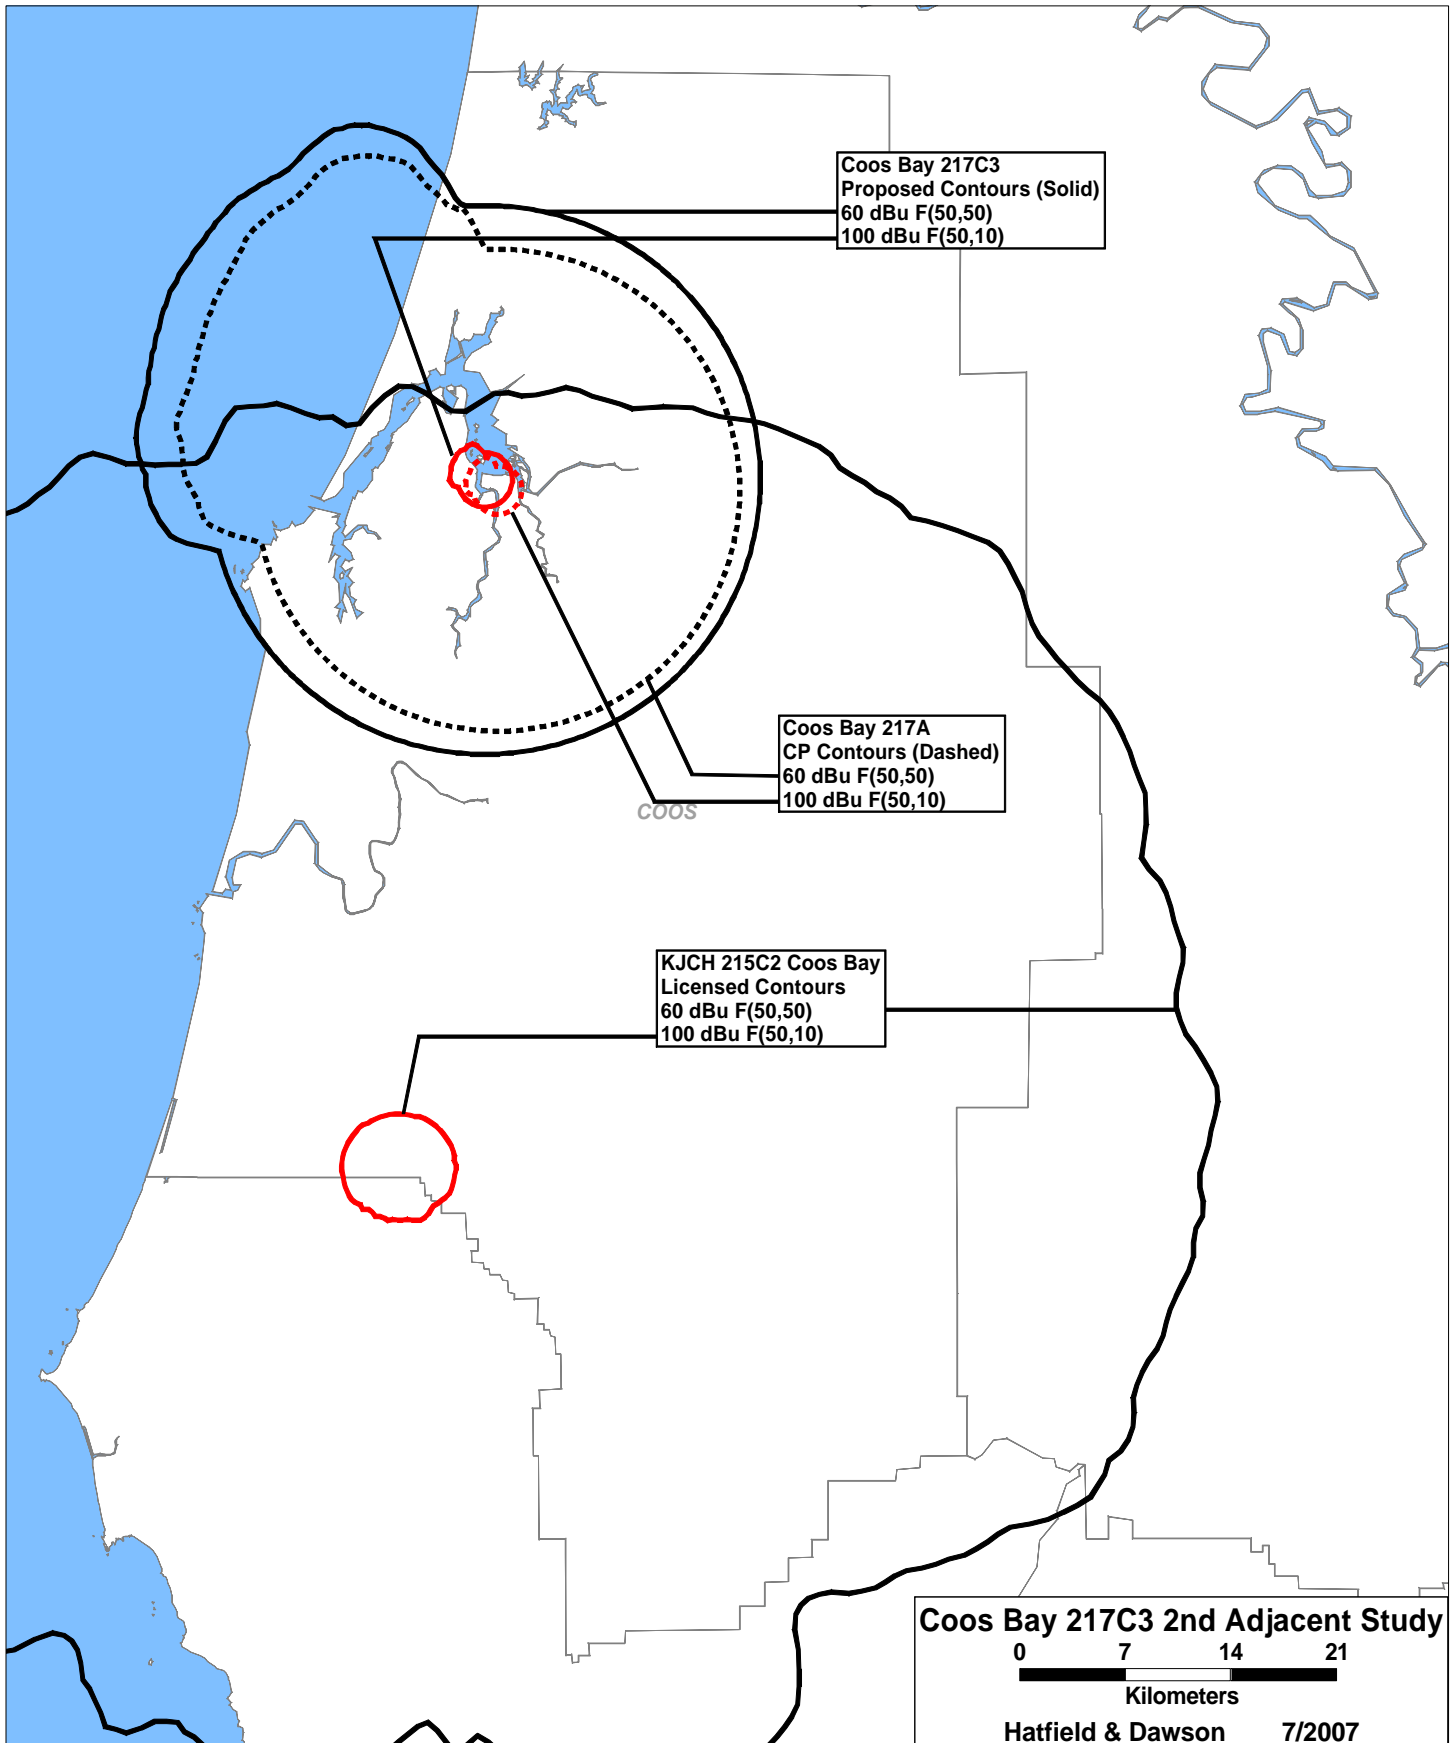 Coos Bay 217C3
Proposed Contours (Solid)
60 dBu F(50,50)
100 dBu F(50,10)
Coos Bay 217A
CP Contours (Dashed)
60 dBu F(50,50)
100 dBu F(50,10)
COOS
KJCH 215C2 Coos Bay
Licensed Contours
60 dBu F(50,50)
100 dBu F(50,10)
Coos Bay 217C3 2nd Adjacent Study
0 7 14 21
Kilometers
Hatfield & Dawson 7/2007